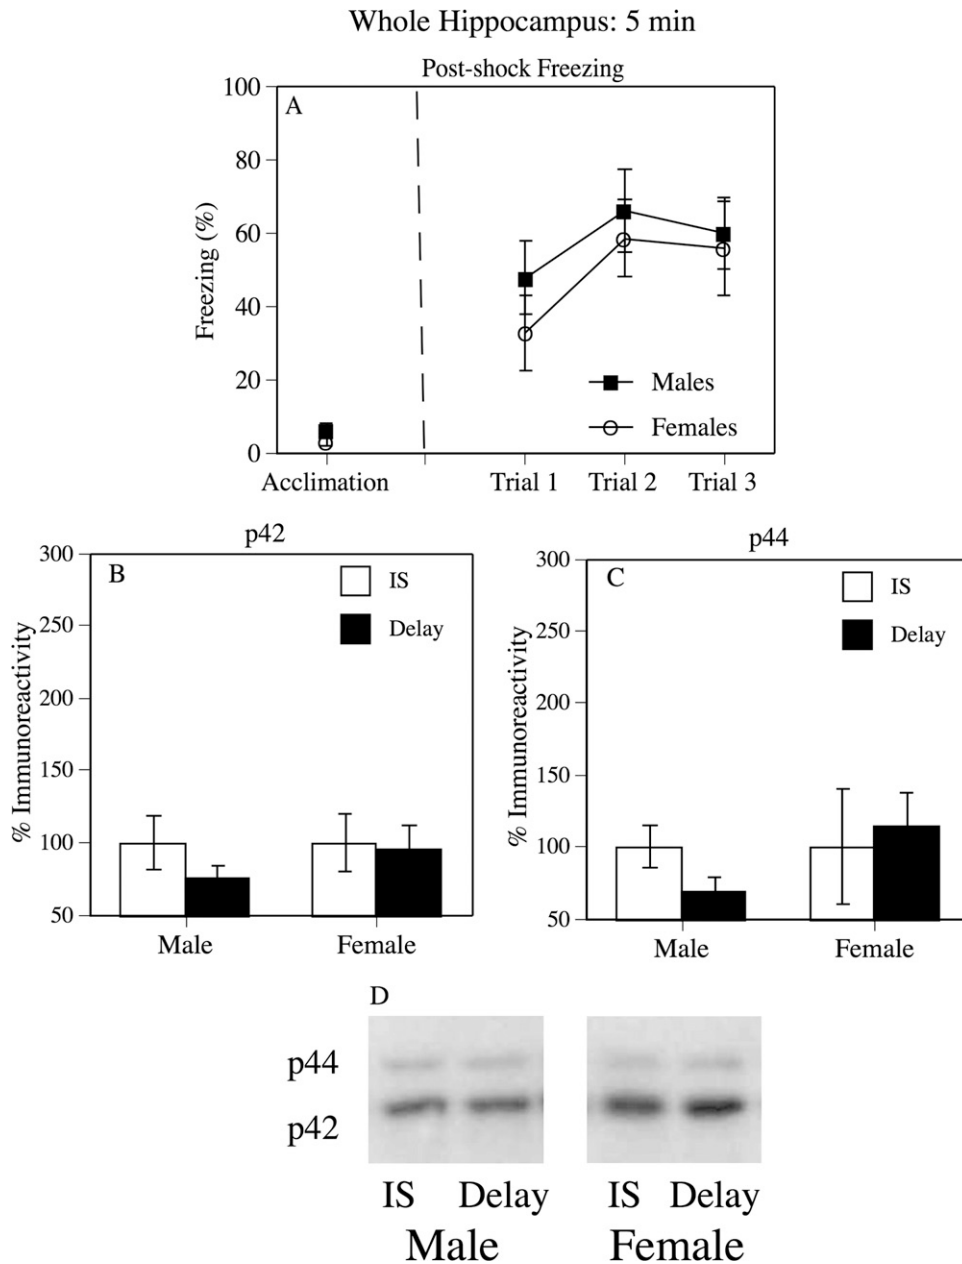 Whole Hippocampus: 5 min
Post-shock Freezing
A
100
80
60
40
20
0
Freezing (%)
Males
Females
Acclimation Trial 1 Trial 2 Trial 3
p42
B
IS
Delay
300
250
200
150
100
50
% Immunoreactivity
Male Female
p44
C
IS
Delay
300
250
200
150
100
50
% Immunoreactivity
Male Female
D
p44
p42
IS Delay IS Delay
Male Female